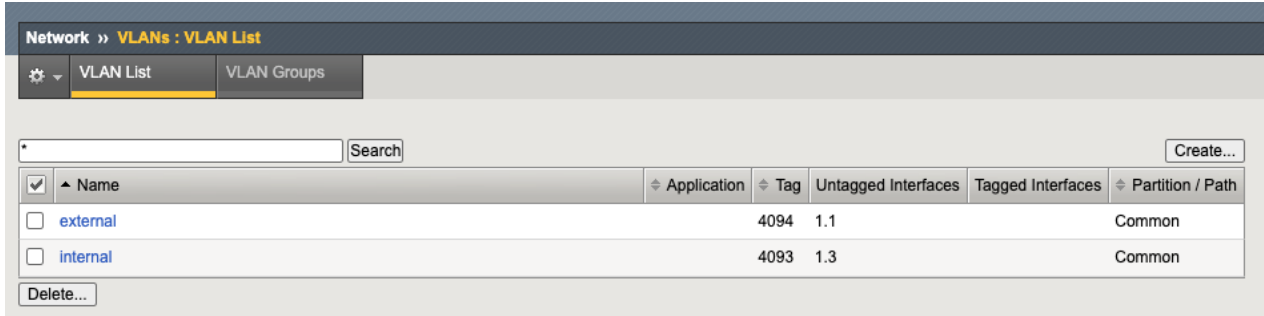 Network ›› VLANs : VLAN List
VLAN List VLAN Groups
* Search Create...
Name Application Tag Untagged Interfaces Tagged Interfaces Partition / Path
external 4094 1.1 Common
internal 4093 1.3 Common
Delete...